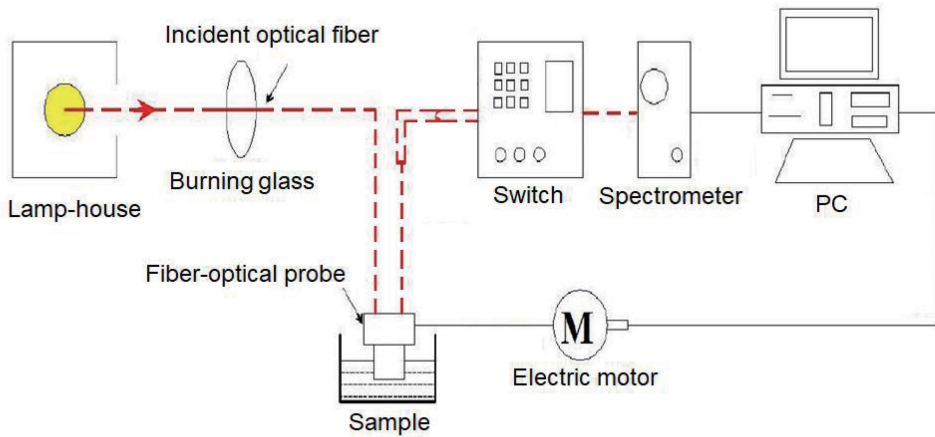 Incident optical fiber
Burning glass
Lamp-house
Switch
Spectrometer
PC
Fiber-optical probe
M
Electric motor
Sample